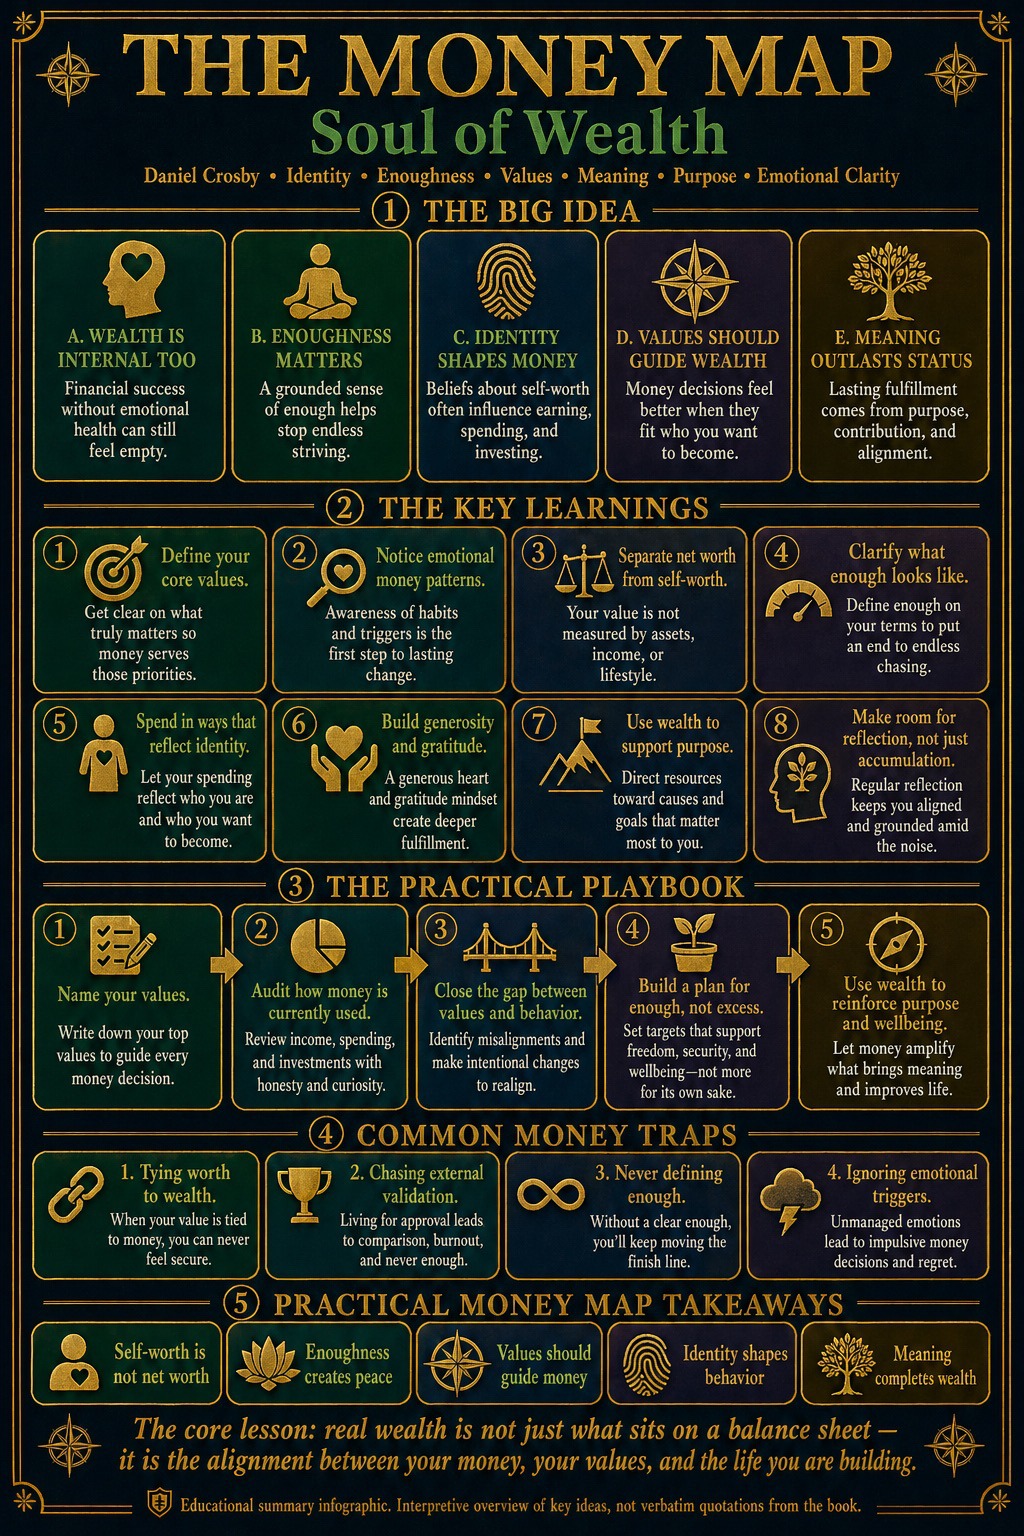 THE MONEY MAP
Soul of Wealth
Daniel Crosby • Identity • Enoughness • Values • Meaning • Purpose • Emotional Clarity
1 THE BIG IDEA
A. WEALTH IS
INTERNAL TOO
Financial success
without emotional
health can still
feel empty.
B. ENOUGHNESS
MATTERS
A grounded sense
of enough helps
stop endless
striving.
C. IDENTITY
SHAPES MONEY
Beliefs about self-worth
often influence earning,
spending, and
investing.
D. VALUES SHOULD
GUIDE WEALTH
Money decisions feel
better when they
fit who you want
to become.
E. MEANING
OUTLASTS STATUS
Lasting fulfillment
comes from purpose,
contribution, and
alignment.
2 THE KEY LEARNINGS
1
Define your
core values.
Get clear on what
truly matters so
money serves
those priorities.
2
Notice emotional
money patterns.
Awareness of habits
and triggers is the
first step to lasting
change.
3
Separate net worth
from self-worth.
Your value is not
measured by assets,
income, or
lifestyle.
4
Clarify what
enough looks like.
Define enough on
your terms to put
an end to endless
chasing.
5
Spend in ways that
reflect identity.
Let your spending
reflect who you are
and who you want
to become.
6
Build generosity
and gratitude.
A generous heart
and gratitude mindset
create deeper
fulfillment.
7
Use wealth to
support purpose.
Direct resources
toward causes and
goals that matter
most to you.
8
Make room for
reflection, not just
accumulation.
Regular reflection
keeps you aligned
and grounded amid
the noise.
3 THE PRACTICAL PLAYBOOK
1
Name your values.
Write down your top
values to guide every
money decision.
2
Audit how money is
currently used.
Review income, spending,
and investments with
honesty and curiosity.
3
Close the gap between
values and behavior.
Identify misalignments and
make intentional changes
to realign.
4
Build a plan for
enough, not excess.
Set targets that support
freedom, security, and
wellbeing—not more
for its own sake.
5
Use wealth to
reinforce purpose
and wellbeing.
Let money amplify
what brings meaning
and improves life.
4 COMMON MONEY TRAPS
1. Tying worth
to wealth.
When your value is tied
to money, you can never
feel secure.
2. Chasing external
validation.
Living for approval leads
to comparison, burnout,
and never enough.
3. Never defining
enough.
Without a clear enough,
you'll keep moving the
finish line.
4. Ignoring emotional
triggers.
Unmanaged emotions
lead to impulsive money
decisions and regret.
5 PRACTICAL MONEY MAP TAKEAWAYS
Self-worth is
not net worth
Enoughness
creates peace
Values should
guide money
Identity shapes
behavior
Meaning
completes wealth
The core lesson: real wealth is not just what sits on a balance sheet —
it is the alignment between your money, your values, and the life you are building.
Educational summary infographic. Interpretive overview of key ideas, not verbatim quotations from the book.